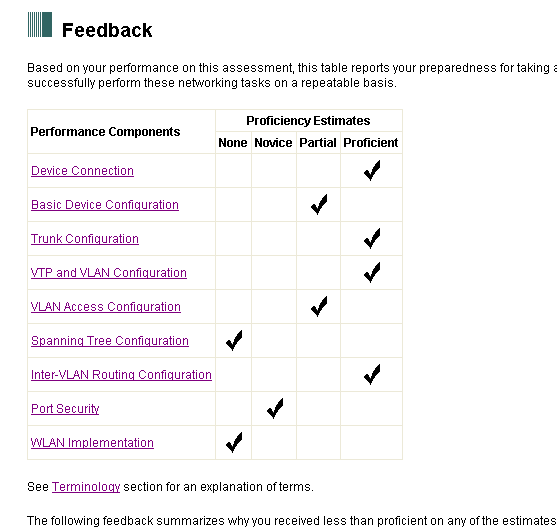 Feedback
Based on your performance on this assessment, this table reports your preparedness for taking
successfully perform these networking tasks on a repeatable basis.
Performance Components
Proficiency Estimates
None Novice Partial Proficient
Device Connection
Basic Device Configuration
Trunk Configuration
VTP and VLAN Configuration
VLAN Access Configuration
Spanning Tree Configuration
Inter-VLAN Routing Configuration
Port Security
WLAN Implementation
See Terminology section for an explanation of terms.
The following feedback summarizes why you received less than proficient on any of the estimates